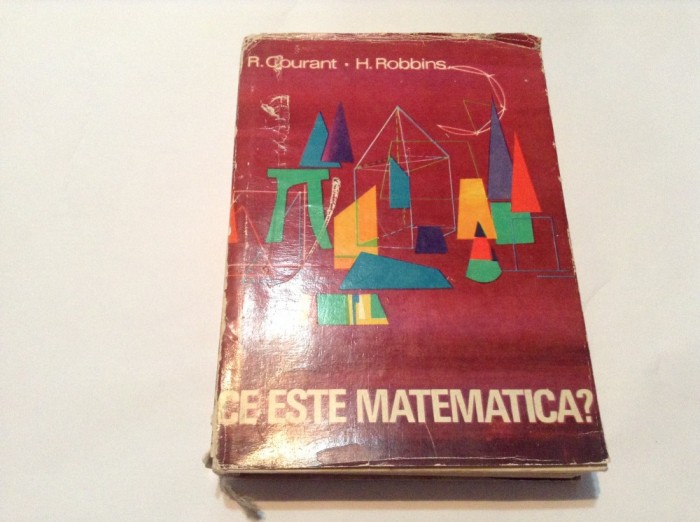 R. Courant · H. Robbins
CE ESTE MATEMATICA?